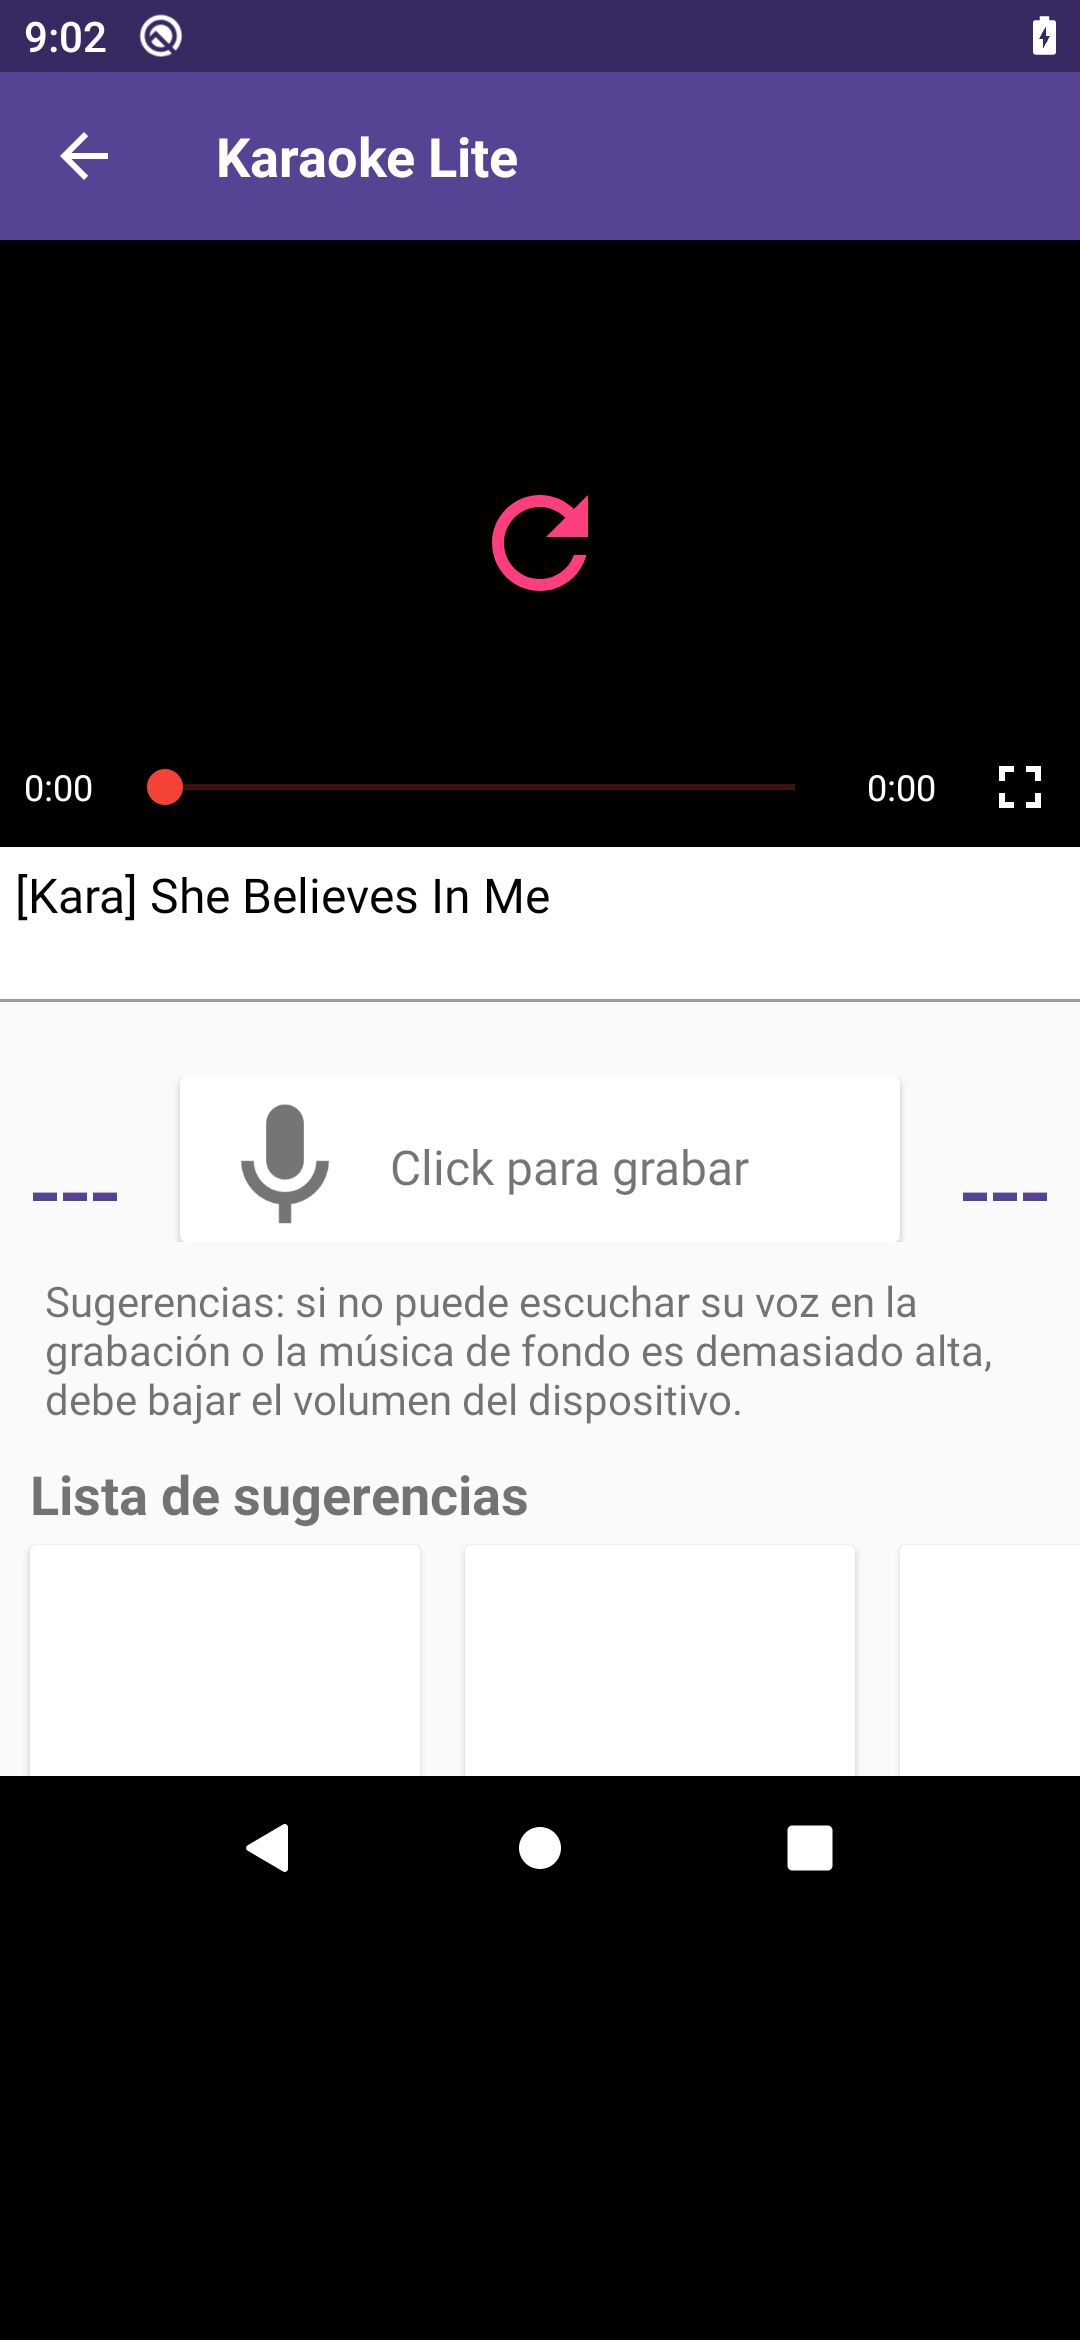 9:02
Karaoke Lite
0:00
0:00
[Kara] She Believes In Me
---
Click para grabar
---
Sugerencias: si no puede escuchar su voz en la
grabación o la música de fondo es demasiado alta,
debe bajar el volumen del dispositivo.
Lista de sugerencias